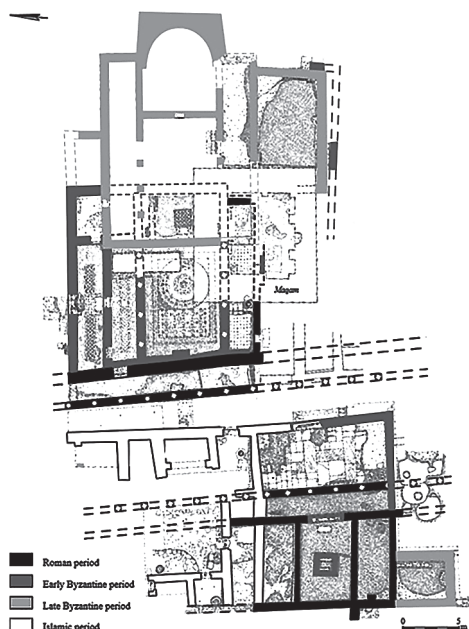 Maqam
Roman period
Early Byzantine period
Late Byzantine period
Islamic period
0 5
m